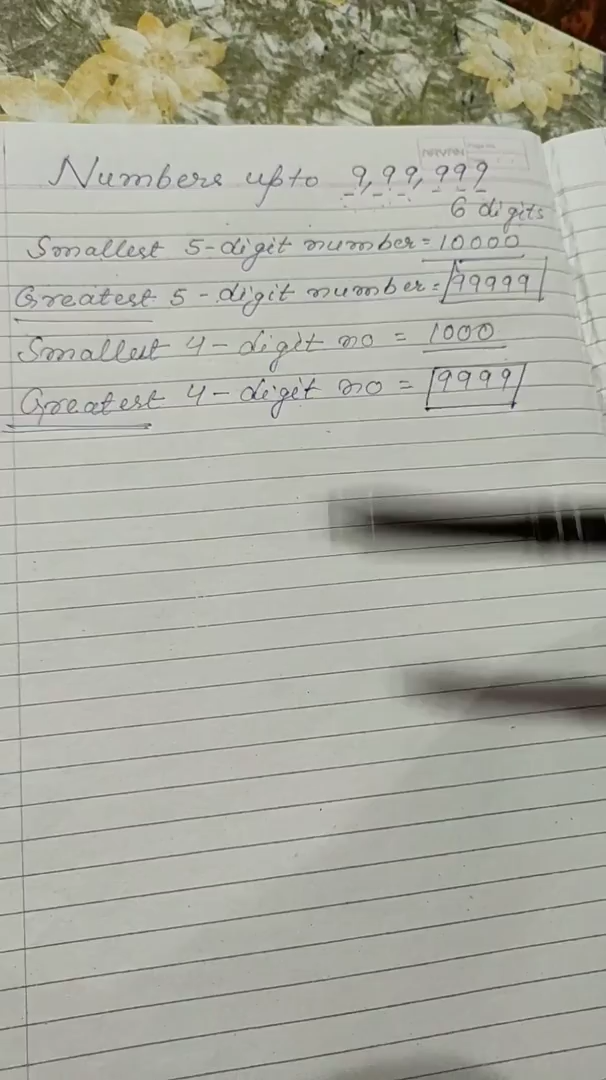 Numbers upto 9,99,999
6 digits
Smallest 5-digit number = 10000
Greatest 5-digit number = 99999
Smallest 4-digit no = 1000
Greatest 4-digit no = 9999